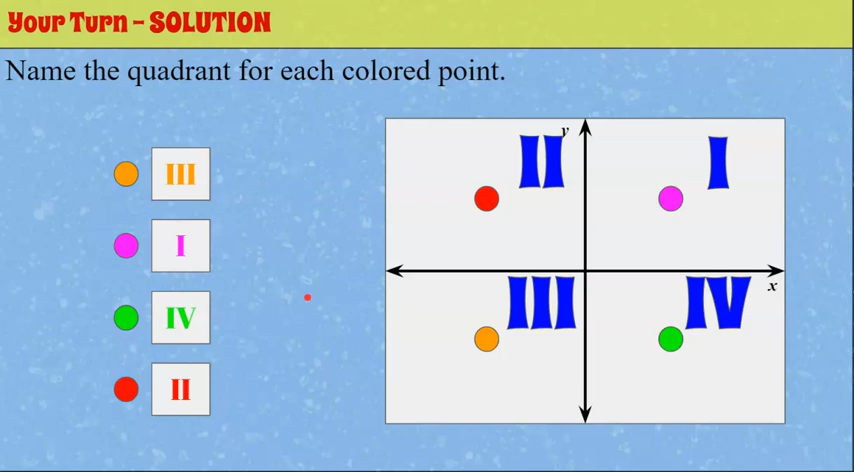 Your Turn – SOLUTION
Name the quadrant for each colored point.
III
I
IV
II
y
II
I
x
III
IV